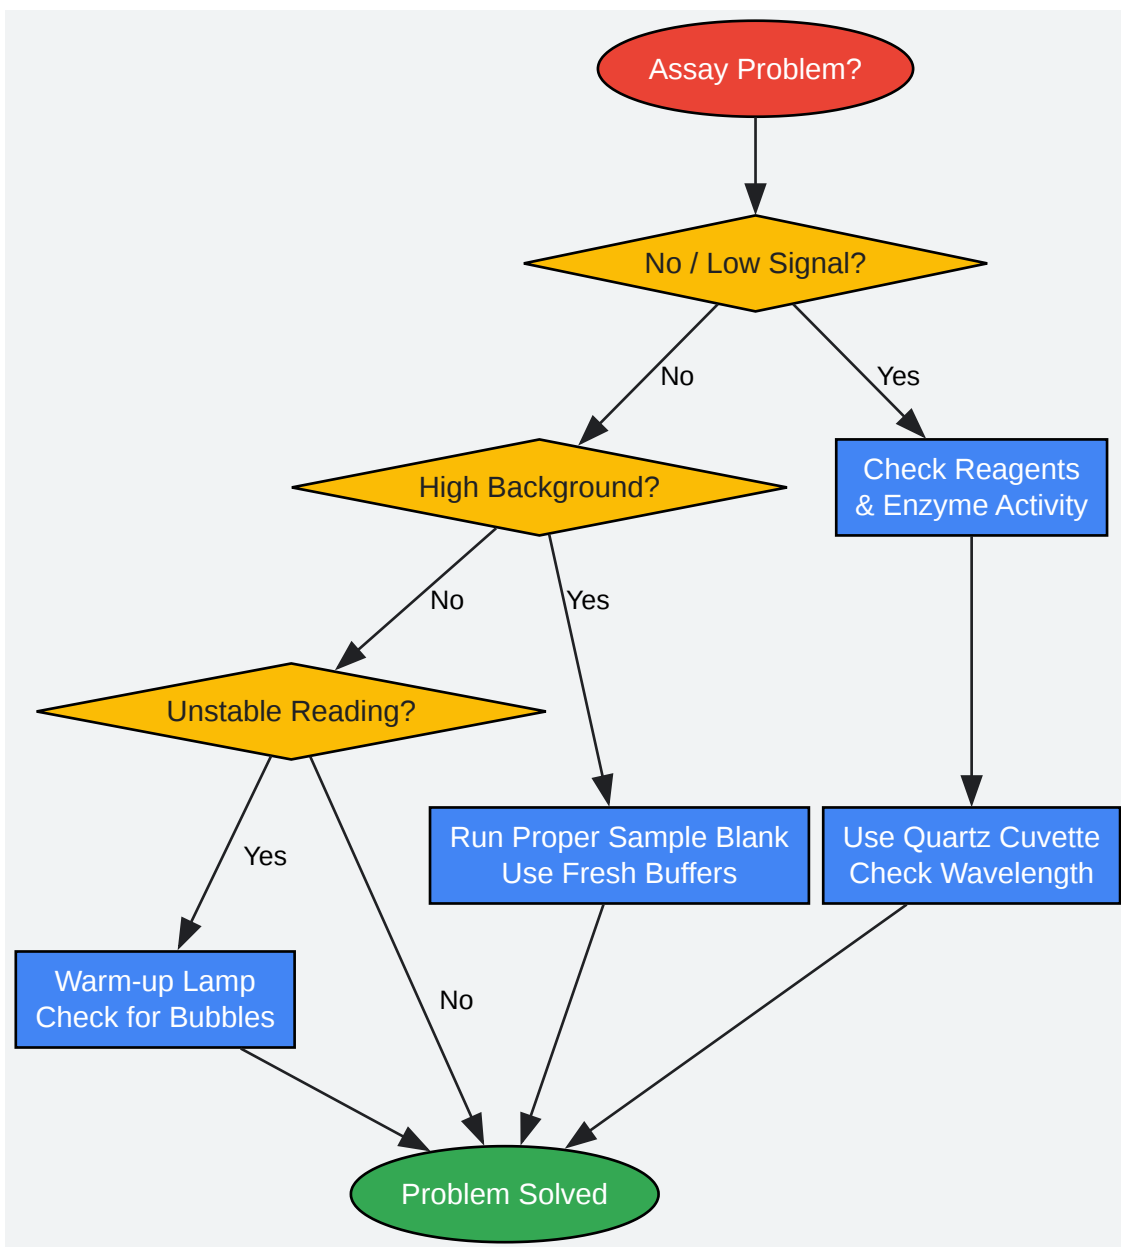 Assay Problem?
No / Low Signal?
No
Yes
High Background?
Check Reagents
& Enzyme Activity
No
Yes
Unstable Reading?
Run Proper Sample Blank
Use Fresh Buffers
Use Quartz Cuvette
Check Wavelength
Yes
Warm-up Lamp
Check for Bubbles
No
Problem Solved